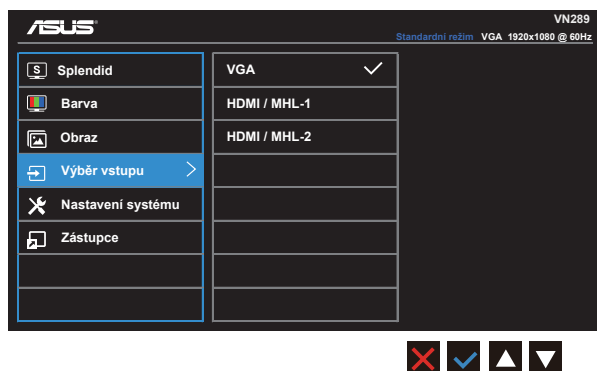 ASUS
VN289
Standardní režim VGA 1920x1080 @ 60Hz
S Splendid
Barva
Obraz
Výběr vstupu
Nastavení systému
Zástupce
VGA
HDMI / MHL-1
HDMI / MHL-2